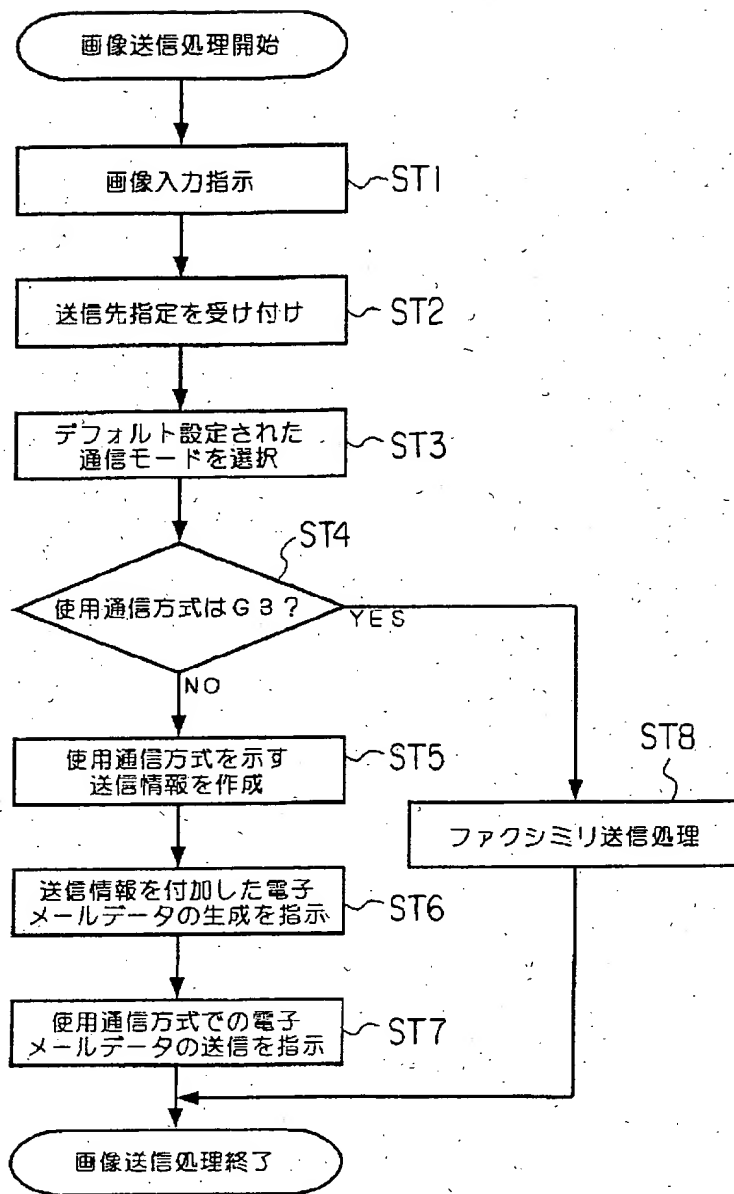 画像送信処理開始
画像入力指示
ST1
送信先指定を受け付け
ST2
デフォルト設定された
通信モードを選択
ST3
ST4
使用通信方式はG3?
YES
NO
使用通信方式を示す
送信情報を作成
ST5
ST8
ファクシミリ送信処理
送信情報を付加した電子
メールデータの生成を指示
ST6
使用通信方式での電子
メールデータの送信を指示
ST7
画像送信処理終了